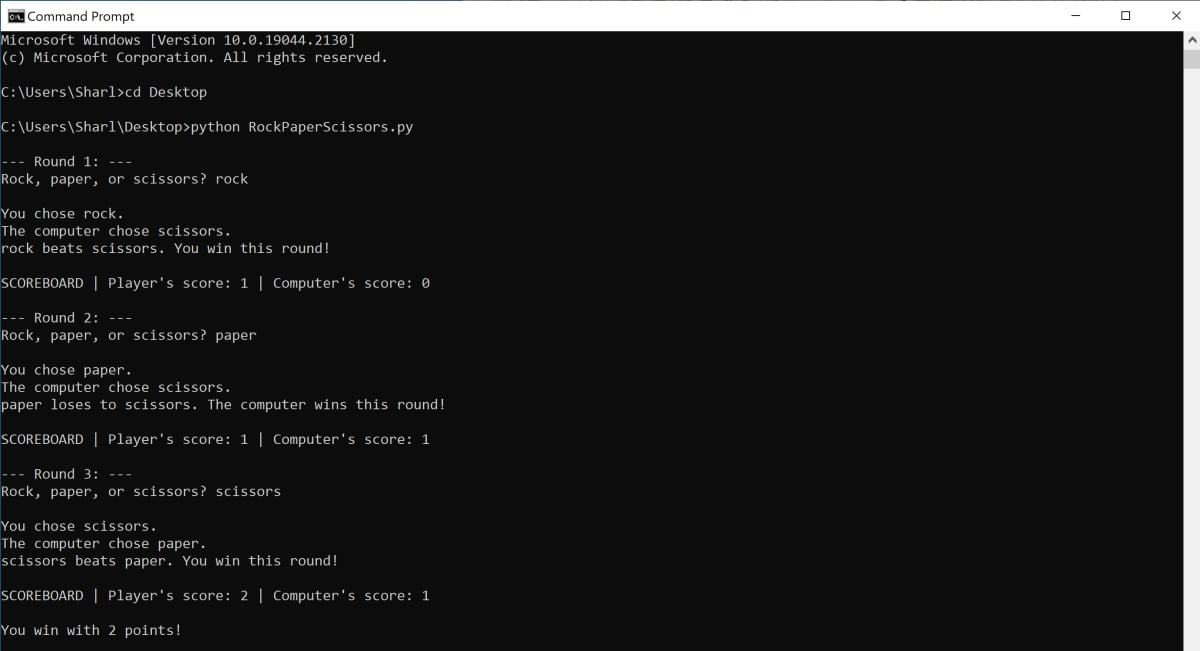 Command Prompt
Microsoft Windows [Version 10.0.19044.2130]
(c) Microsoft Corporation. All rights reserved.
C:\Users\Sharl>cd Desktop
C:\Users\Sharl\Desktop>python RockPaperScissors.py
--- Round 1: ---
Rock, paper, or scissors? rock
You chose rock.
The computer chose scissors.
rock beats scissors. You win this round!
SCOREBOARD | Player's score: 1 | Computer's score: 0
--- Round 2: ---
Rock, paper, or scissors? paper
You chose paper.
The computer chose scissors.
paper loses to scissors. The computer wins this round!
SCOREBOARD | Player's score: 1 | Computer's score: 1
--- Round 3: ---
Rock, paper, or scissors? scissors
You chose scissors.
The computer chose paper.
scissors beats paper. You win this round!
SCOREBOARD | Player's score: 2 | Computer's score: 1
You win with 2 points!